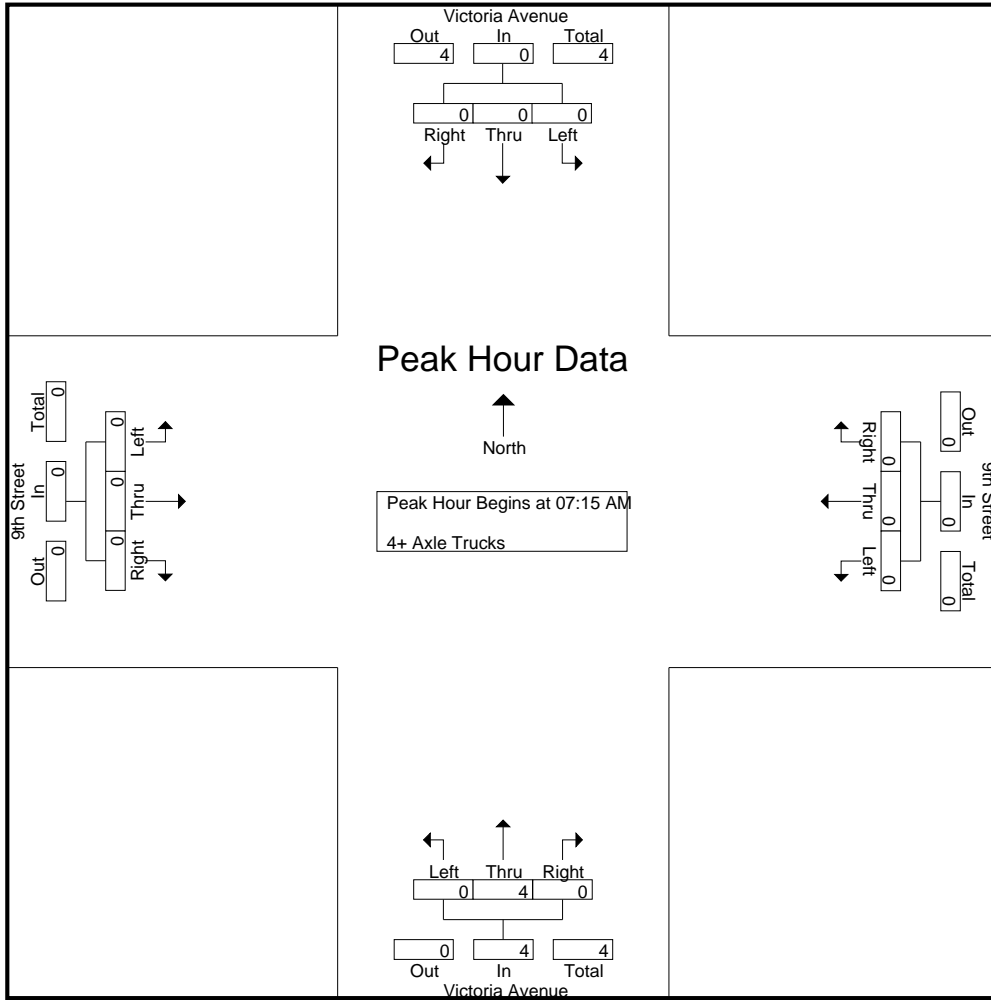 Victoria Avenue
Out In Total
4 0 4
0 0 0
Right Thru Left
Peak Hour Data
North
Peak Hour Begins at 07:15 AM
4+ Axle Trucks
9th Street
Total In Out
0 0 0
0 0 0
Left Thru Right
Right Thru Left
0 0 0
0 0 0
Out In Total
9th Street
Left Thru Right
0 4 0
0 4 4
Out In Total
Victoria Avenue